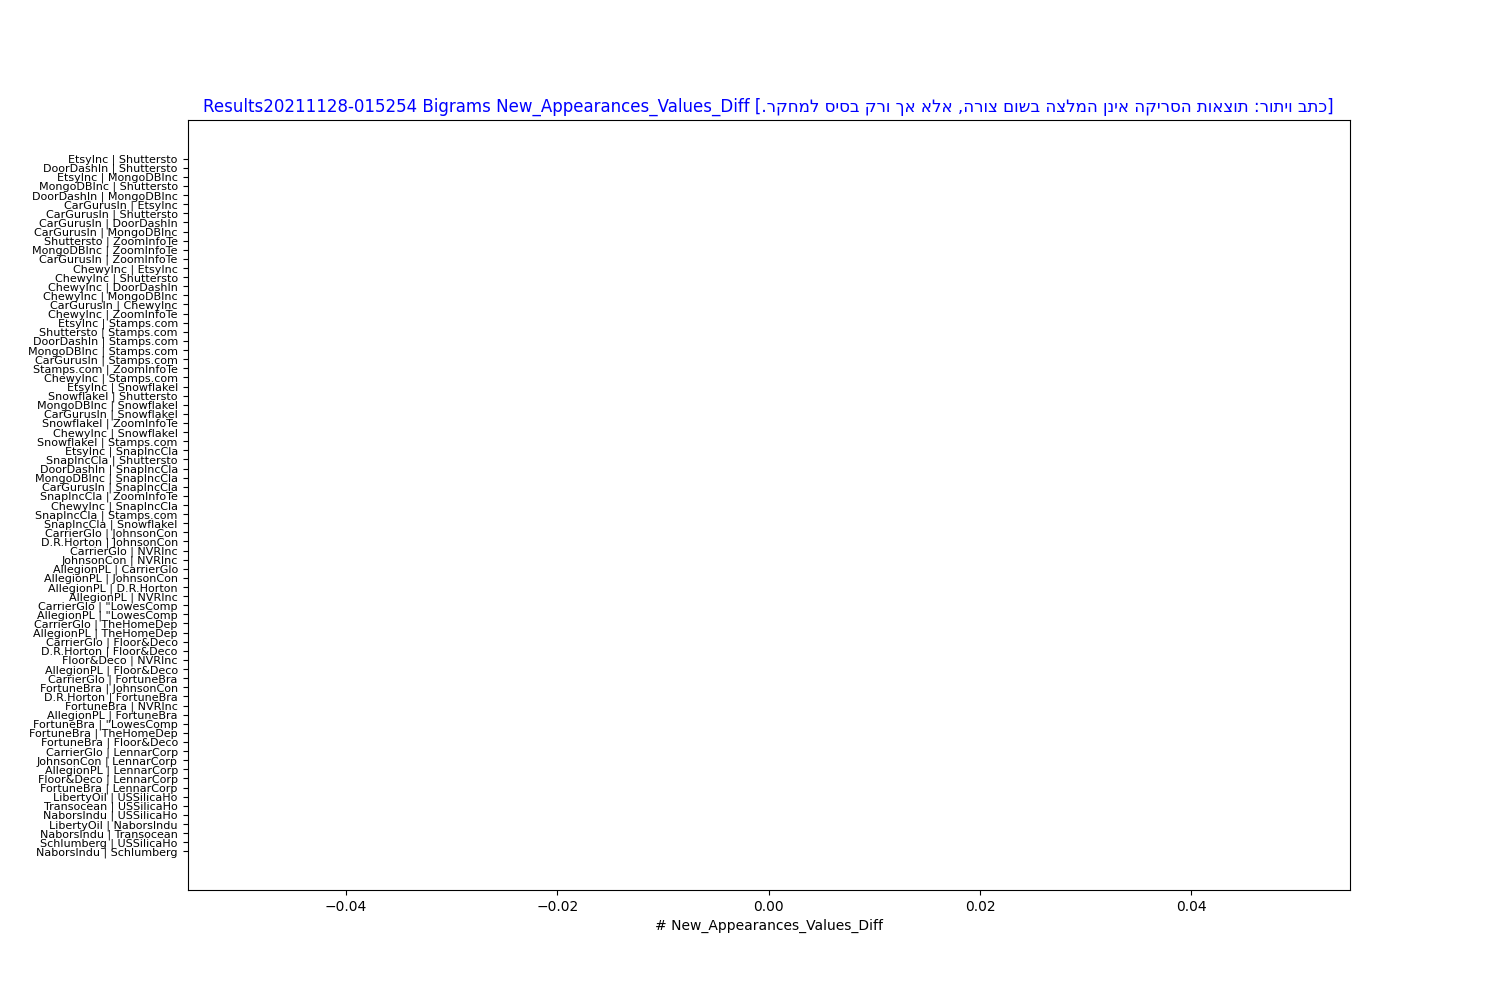 Results20211128-015254 Bigrams New_Appearances_Values_Diff [כתב ויתור: תוצאות הסריקה אינן המלצה בשום צורה, אלא אך ורק בסיס למחקר.]
EtsyInc | Shuttersto
DoorDashIn | Shuttersto
EtsyInc | MongoDBInc
MongoDBInc | Shuttersto
DoorDashIn | MongoDBInc
CarGurusIn | EtsyInc
CarGurusIn | Shuttersto
CarGurusIn | DoorDashIn
CarGurusIn | MongoDBInc
Shuttersto | ZoomInfoTe
MongoDBInc | ZoomInfoTe
CarGurusIn | ZoomInfoTe
ChewyInc | EtsyInc
ChewyInc | Shuttersto
ChewyInc | DoorDashIn
ChewyInc | MongoDBInc
CarGurusIn | ChewyInc
ChewyInc | ZoomInfoTe
EtsyInc | Stamps.com
Shuttersto | Stamps.com
DoorDashIn | Stamps.com
MongoDBInc | Stamps.com
CarGurusIn | Stamps.com
Stamps.com | ZoomInfoTe
ChewyInc | Stamps.com
EtsyInc | SnowflakeI
SnowflakeI | Shuttersto
MongoDBInc | SnowflakeI
CarGurusIn | SnowflakeI
SnowflakeI | ZoomInfoTe
ChewyInc | SnowflakeI
SnowflakeI | Stamps.com
EtsyInc | SnapIncCla
SnapIncCla | Shuttersto
DoorDashIn | SnapIncCla
MongoDBInc | SnapIncCla
CarGurusIn | SnapIncCla
SnapIncCla | ZoomInfoTe
ChewyInc | SnapIncCla
SnapIncCla | Stamps.com
SnapIncCla | SnowflakeI
CarrierGlo | JohnsonCon
D.R.Horton | JohnsonCon
CarrierGlo | NVRInc
JohnsonCon | NVRInc
AllegionPL | CarrierGlo
AllegionPL | JohnsonCon
AllegionPL | D.R.Horton
AllegionPL | NVRInc
CarrierGlo | "LowesComp
AllegionPL | "LowesComp
CarrierGlo | TheHomeDep
AllegionPL | TheHomeDep
CarrierGlo | Floor&Deco
D.R.Horton | Floor&Deco
Floor&Deco | NVRInc
AllegionPL | Floor&Deco
CarrierGlo | FortuneBra
FortuneBra | JohnsonCon
D.R.Horton | FortuneBra
FortuneBra | NVRInc
AllegionPL | FortuneBra
FortuneBra | "LowesComp
FortuneBra | TheHomeDep
FortuneBra | Floor&Deco
CarrierGlo | LennarCorp
JohnsonCon | LennarCorp
AllegionPL | LennarCorp
Floor&Deco | LennarCorp
FortuneBra | LennarCorp
LibertyOil | USSilicaHo
Transocean | USSilicaHo
NaborsIndu | USSilicaHo
LibertyOil | NaborsIndu
NaborsIndu | Transocean
Schlumberg | USSilicaHo
NaborsIndu | Schlumberg
−0.04 −0.02 0.00 0.02 0.04
# New_Appearances_Values_Diff